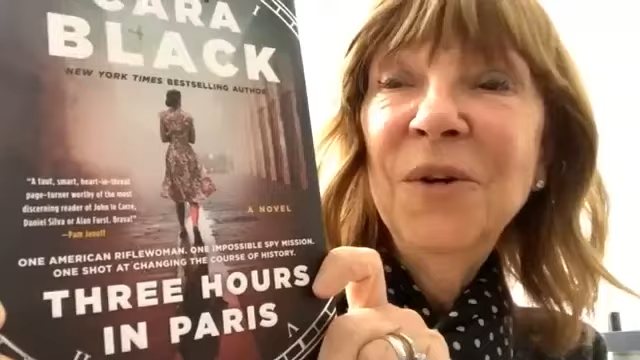 CARA
BLACK
NEW YORK TIMES BESTSELLING AUTHOR
"A taut, smart, heart-in-throat
page-turner worthy of the most
discerning reader of John le Carré,
Daniel Silva or Alan Furst. Brava!"
—Pam Jenoff
A NOVEL
ONE AMERICAN RIFLEWOMAN. ONE IMPOSSIBLE SPY MISSION.
ONE SHOT AT CHANGING THE COURSE OF HISTORY.
THREE HOURS
IN PARIS